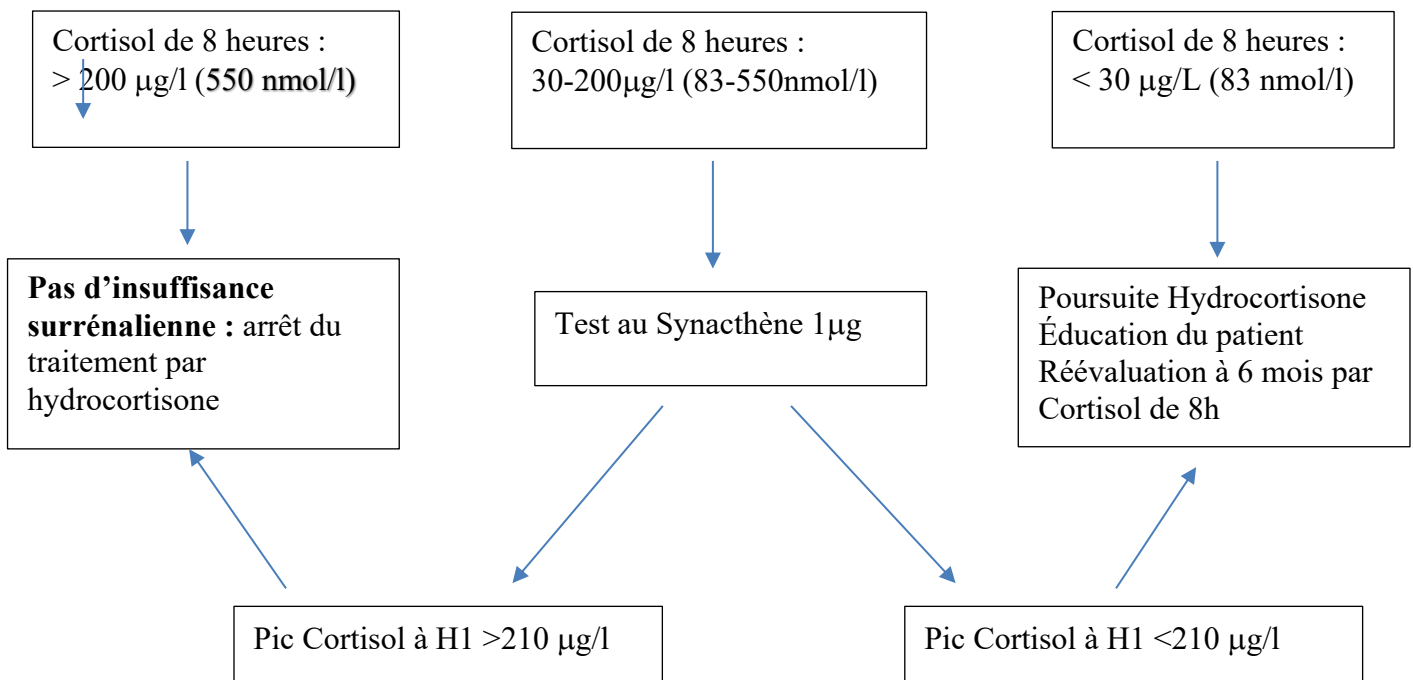 Cortisol de 8 heures :
> 200 μg/l (550 nmol/l)
Cortisol de 8 heures :
30-200μg/l (83-550nmol/l)
Cortisol de 8 heures :
< 30 μg/L (83 nmol/l)
Pas d’insuffisance
surrénalienne : arrêt du
traitement par
hydrocortisone
Test au Synacthène 1μg
Poursuite Hydrocortisone
Éducation du patient
Réévaluation à 6 mois par
Cortisol de 8h
Pic Cortisol à H1 >210 μg/l
Pic Cortisol à H1 <210 μg/l